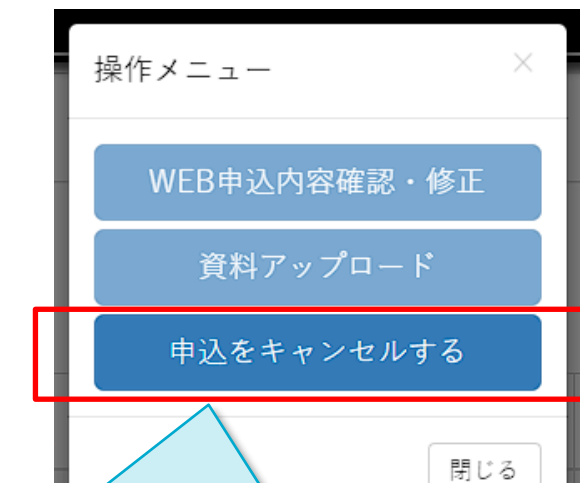 操作メニュー
WEB申込内容確認・修正
資料アップロード
申込をキャンセルする
閉じる